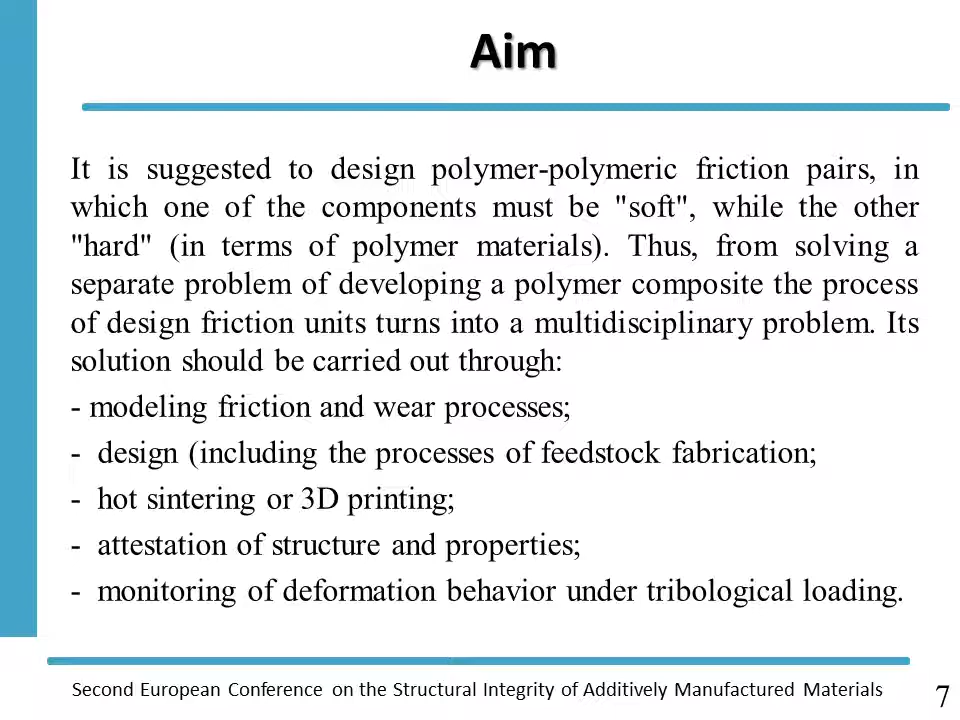 Aim
It is suggested to design polymer-polymeric friction pairs, in
which one of the components must be "soft", while the other
"hard" (in terms of polymer materials). Thus, from solving a
separate problem of developing a polymer composite the process
of design friction units turns into a multidisciplinary problem. Its
solution should be carried out through:
- modeling friction and wear processes;
- design (including the processes of feedstock fabrication;
- hot sintering or 3D printing;
- attestation of structure and properties;
- monitoring of deformation behavior under tribological loading.
Second European Conference on the Structural Integrity of Additively Manufactured Materials
7